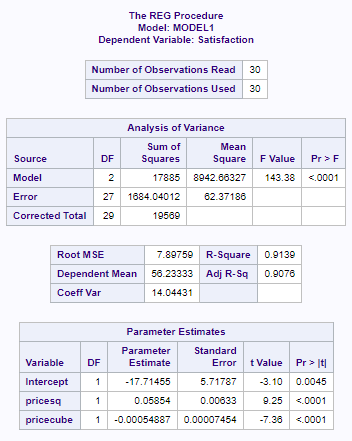 The REG Procedure
Model: MODEL1
Dependent Variable: Satisfaction
Number of Observations Read 30
Number of Observations Used 30
Analysis of Variance
Source DF Sum of Squares Mean Square F Value Pr > F
Model 2 17885 8942.66327 143.38 <.0001
Error 27 1684.04012 62.37186
Corrected Total 29 19569
Root MSE 7.89759 R-Square 0.9139
Dependent Mean 56.23333 Adj R-Sq 0.9076
Coeff Var 14.04431
Parameter Estimates
Variable DF Parameter Estimate Standard Error t Value Pr > |t|
Intercept 1 -17.71455 5.71787 -3.10 0.0045
pricesq 1 0.05854 0.00633 9.25 <.0001
pricecube 1 -0.00054887 0.00007454 -7.36 <.0001